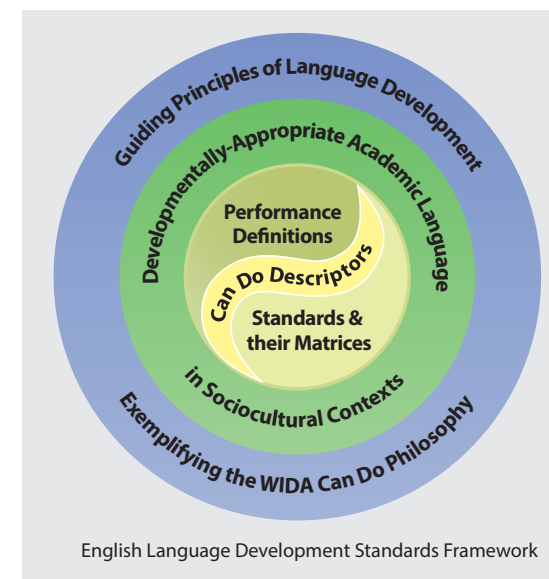 Guiding Principles of Language Development
Developmentally-Appropriate Academic Language
Performance
Definitions
Can Do Descriptors
Standards &
their Matrices
in Sociocultural Contexts
Exemplifying the WIDA Can Do Philosophy
English Language Development Standards Framework